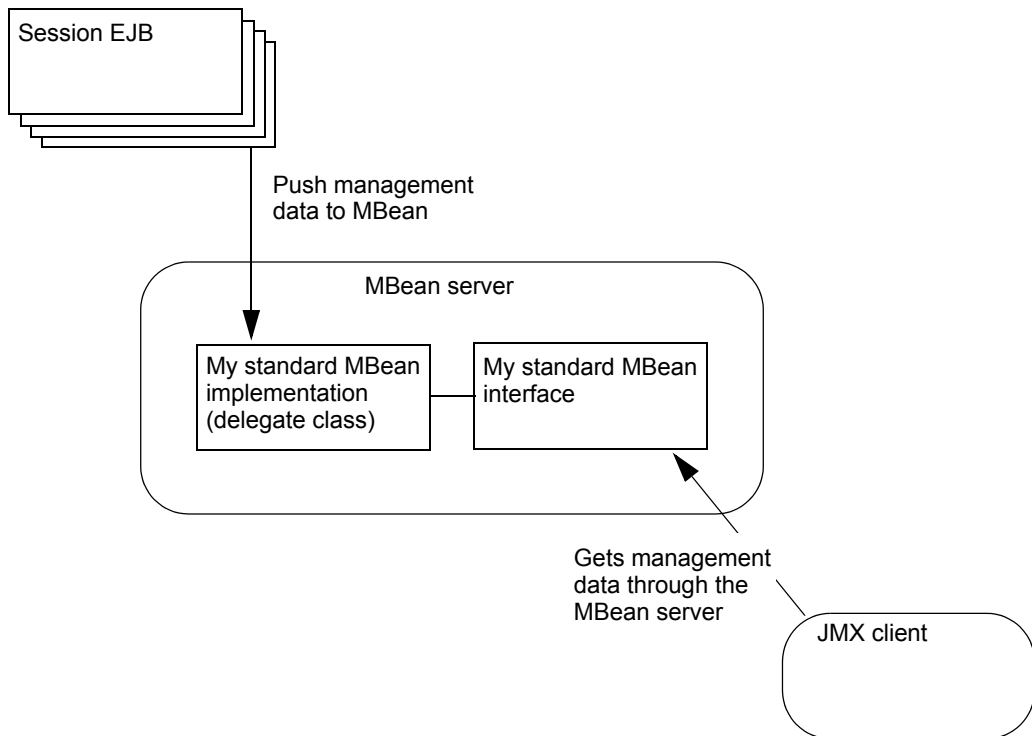 Session EJB
Push management
data to MBean
MBean server
My standard MBean
implementation
(delegate class)
My standard MBean
interface
Gets management
data through the
MBean server
JMX client